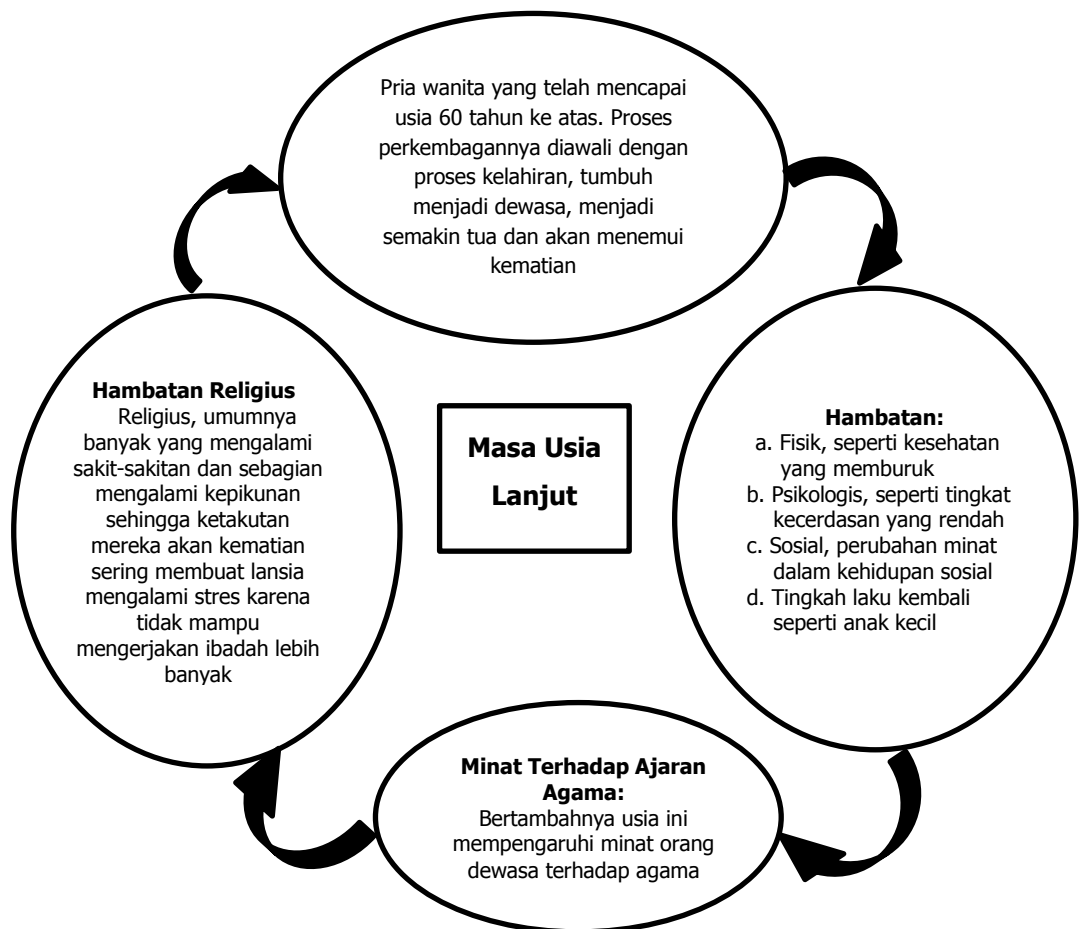 Pria wanita yang telah mencapai
usia 60 tahun ke atas. Proses
perkembagannya diawali dengan
proses kelahiran, tumbuh
menjadi dewasa, menjadi
semakin tua dan akan menemui
kematian
Hambatan Religius
Religius, umumnya
banyak yang mengalami
sakit-sakitan dan sebagian
mengalami kepikunan
sehingga ketakutan
mereka akan kematian
sering membuat lansia
mengalami stres karena
tidak mampu
mengerjakan ibadah lebih
banyak
Masa Usia
Lanjut
Hambatan:
a. Fisik, seperti kesehatan
yang memburuk
b. Psikologis, seperti tingkat
kecerdasan yang rendah
c. Sosial, perubahan minat
dalam kehidupan sosial
d. Tingkah laku kembali
seperti anak kecil
Minat Terhadap Ajaran
Agama:
Bertambahnya usia ini
mempengaruhi minat orang
dewasa terhadap agama